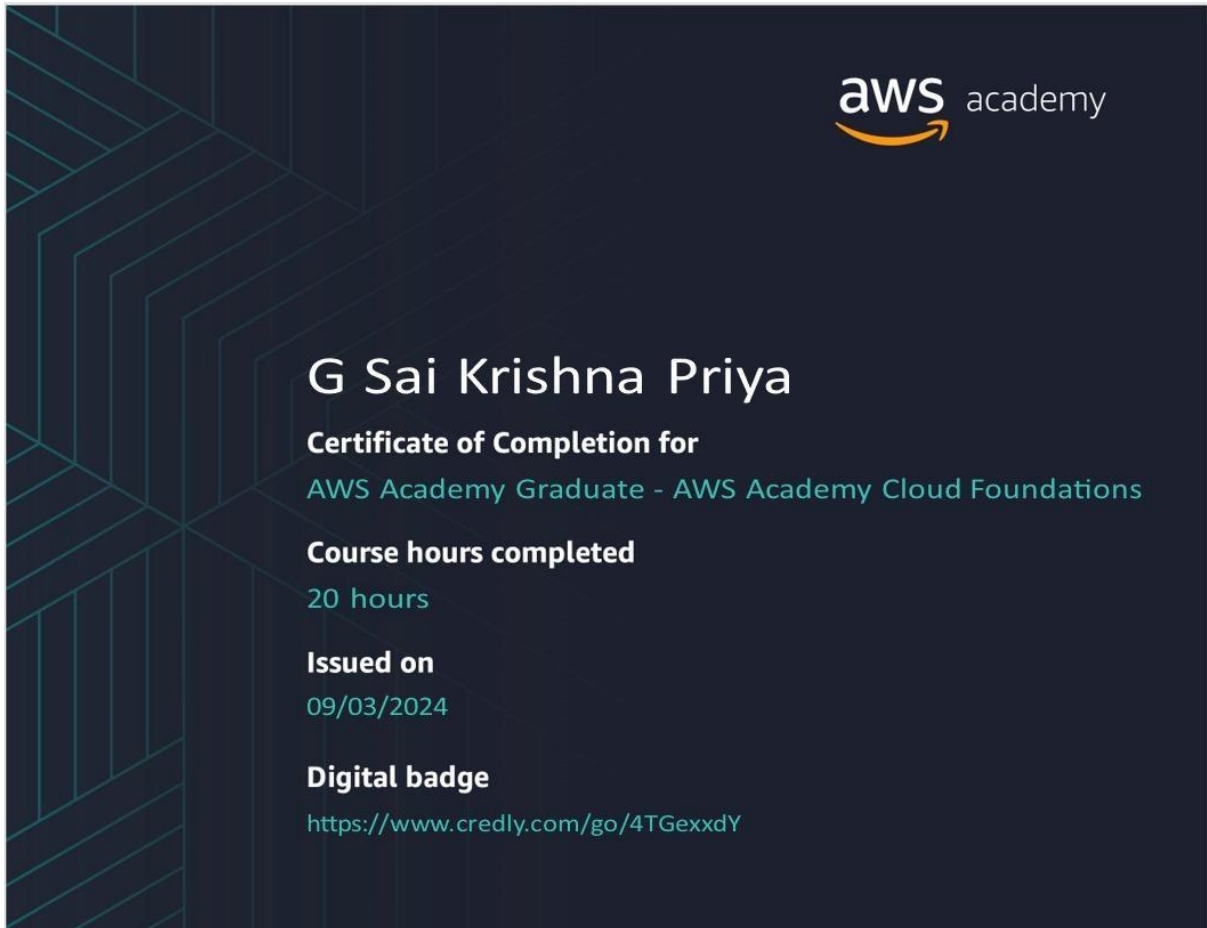 aws academy
G Sai Krishna Priya
Certificate of Completion for
AWS Academy Graduate - AWS Academy Cloud Foundations
Course hours completed
20 hours
Issued on
09/03/2024
Digital badge
https://www.credly.com/go/4TGexxdY